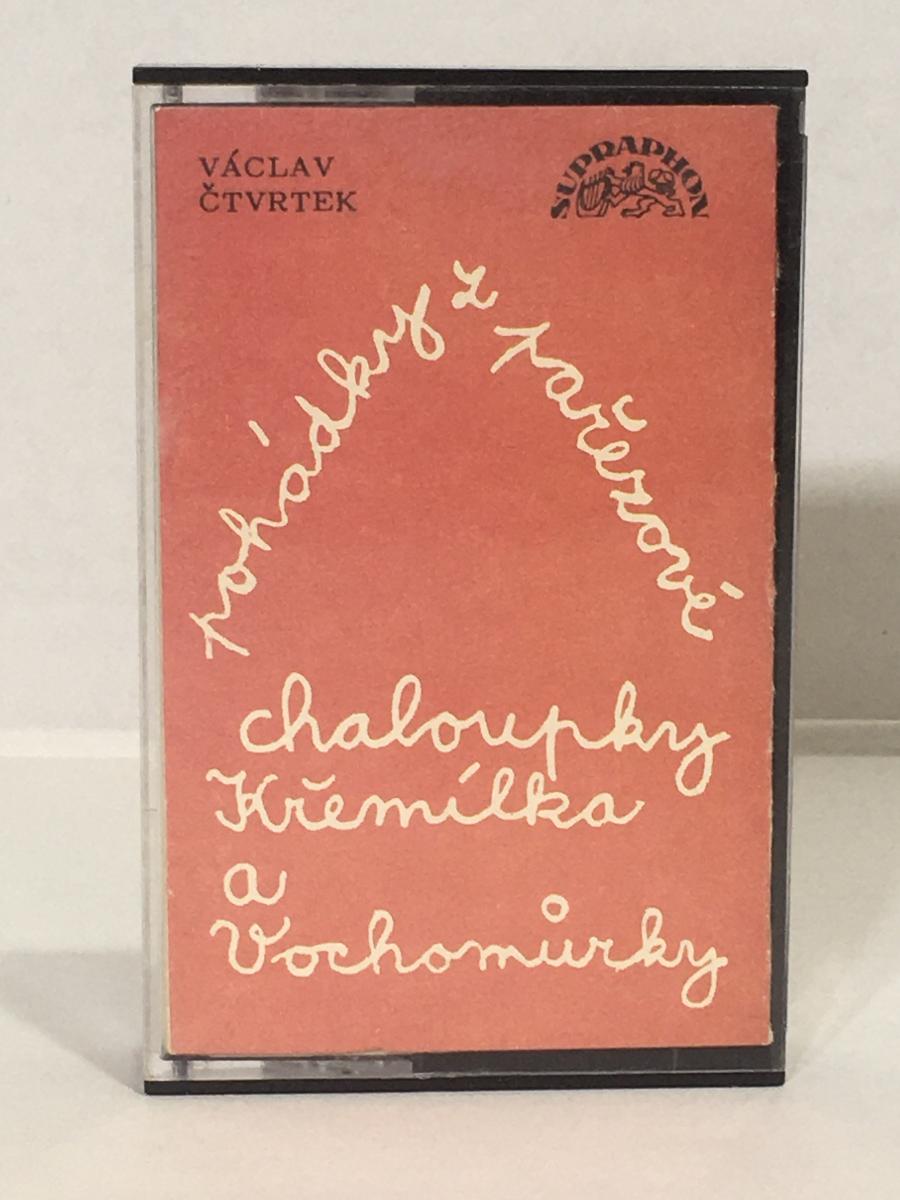 VÁCLAV
ČTVRTEK
SUPRAPHON
pohádky z pařezové
chaloupky
Křemílka
a
Vochomůrky